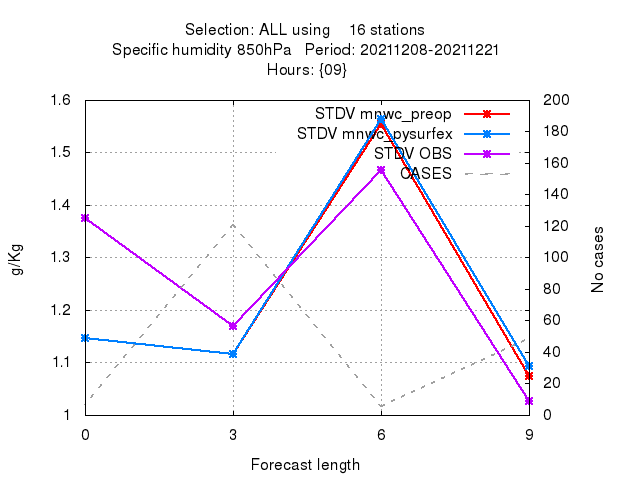 Selection: ALL using    16 stations
Specific humidity 850hPa   Period: 20211208-20211221
Hours: {09}
STDV mnwc_preop
STDV mnwc_pysurfex
STDV OBS
CASES
g/Kg
1.6
1.5
1.4
1.3
1.2
1.1
1
No cases
200
180
160
140
120
100
80
60
40
20
0
0 3 6 9
Forecast length